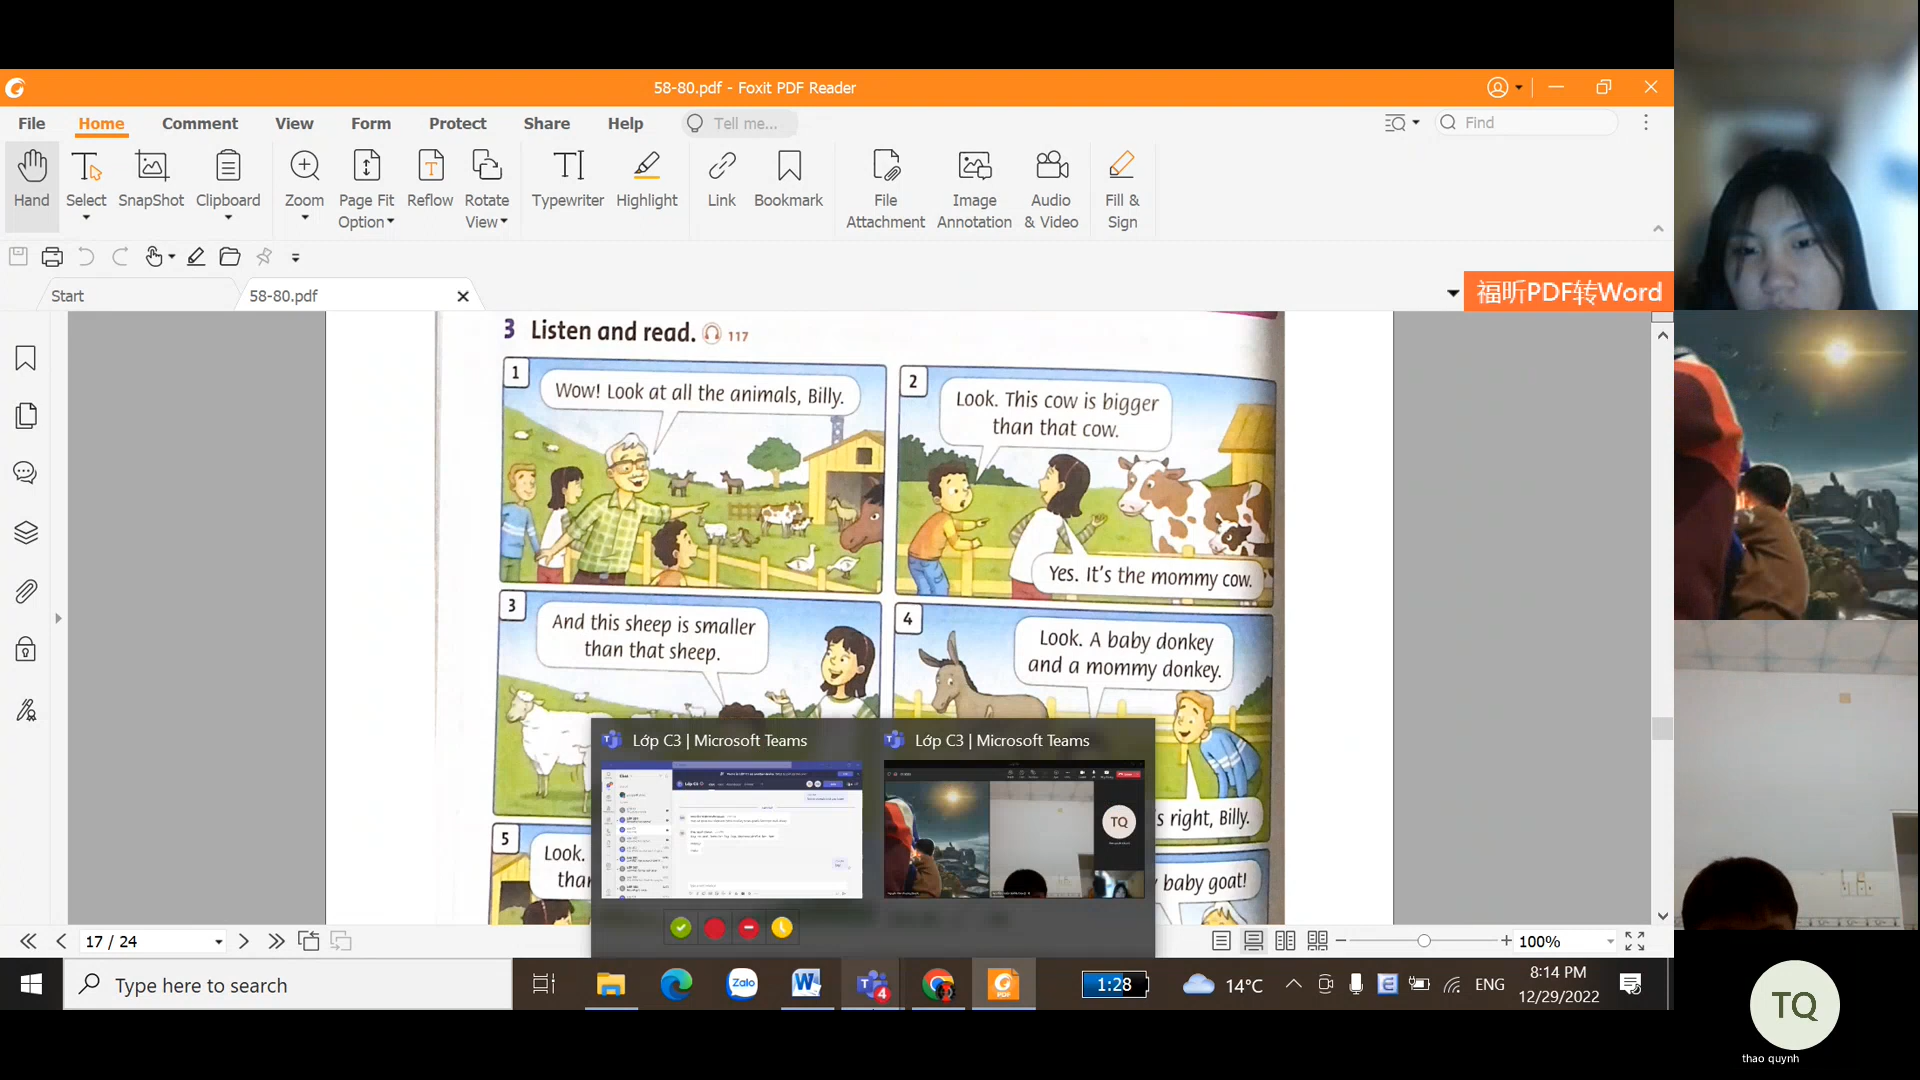 58-80.pdf - Foxit PDF Reader
File Home Comment View Form Protect Share Help Tell me... Find
Hand Select SnapShot Clipboard Zoom Page Fit Option Reflow Rotate View Typewriter Highlight Link Bookmark File Attachment Image Annotation Audio & Video Fill & Sign
Start 58-80.pdf 福昕PDF转Word
3 Listen and read. 117
1
Wow! Look at all the animals, Billy.
2
Look. This cow is bigger
than that cow.
Yes. It's the mommy cow.
3
And this sheep is smaller
than that sheep.
4
Look. A baby donkey
and a mommy donkey.
s right, Billy.
5
Look.
baby goat!
Lớp C3 | Microsoft Teams
Lớp C3 | Microsoft Teams
TQ
17 / 24
100%
Type here to search
Zalo
4
PDF
1:28
14°C
ENG
8:14 PM
12/29/2022
TQ
thao quynh